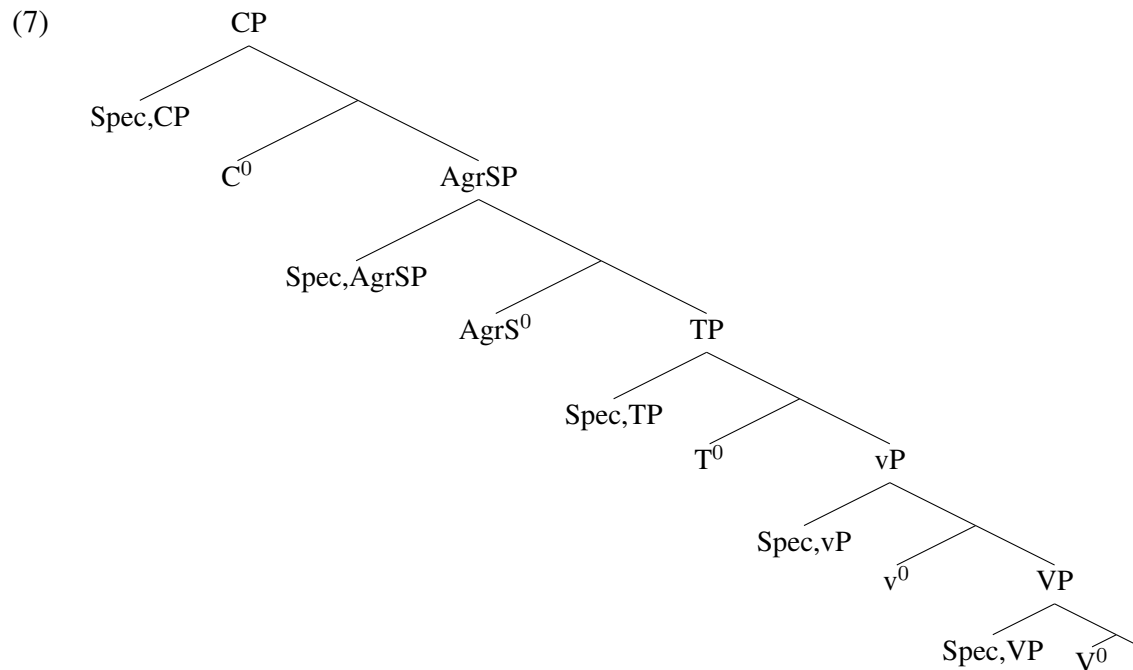 (7) CP
Spec,CP
C⁰ AgrSP
Spec,AgrSP
AgrS⁰ TP
Spec,TP
T⁰ vP
Spec,vP
v⁰ VP
Spec,VP V⁰